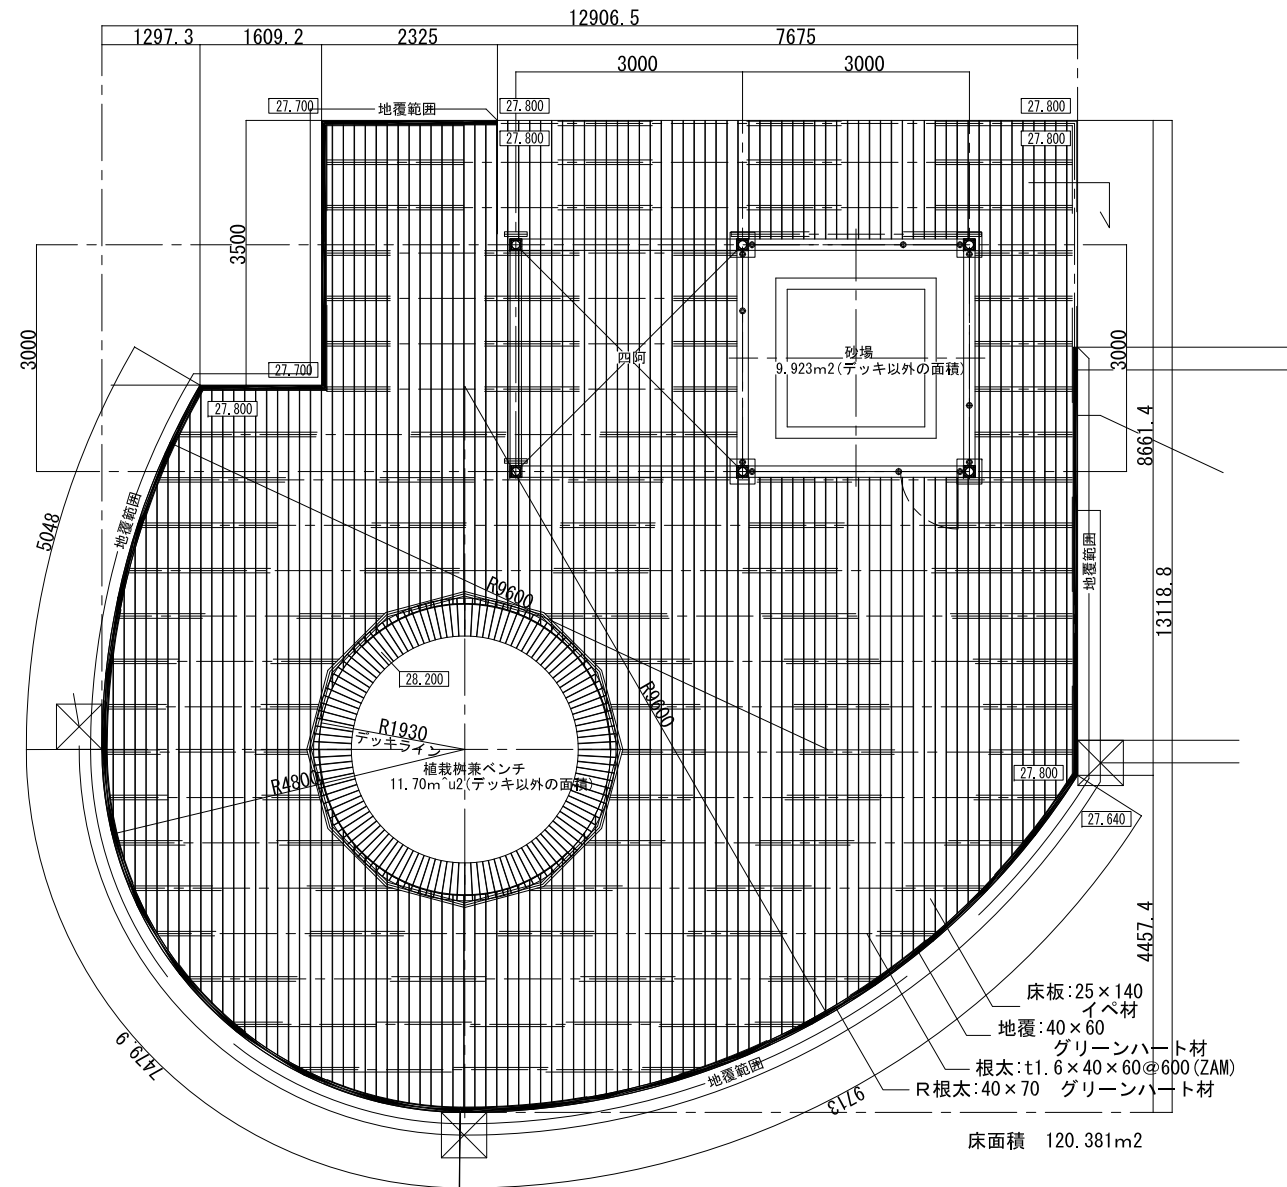 12906.5
1297.3
1609.2
2325
7675
3000
3000
27.700
地覆範囲
27.800
27.800
27.800
27.800
3500
3000
3000
四阿
砂場
9.923m2(デッキ以外の面積)
27.700
27.800
8661.4
5048
地覆範囲
地覆範囲
13118.8
R9600
R9600
28.200
R1930
デッキライン
R4800
植栽桝兼ベンチ
11.70m^u2(デッキ以外の面積)
27.800
27.640
4457.4
床板:25×140
イペ材
地覆:40×60
グリーンハート材
根太:t1.6×40×60@600(ZAM)
R根太:40×70 グリーンハート材
7479.9
地覆範囲
9713
床面積 120.381m2